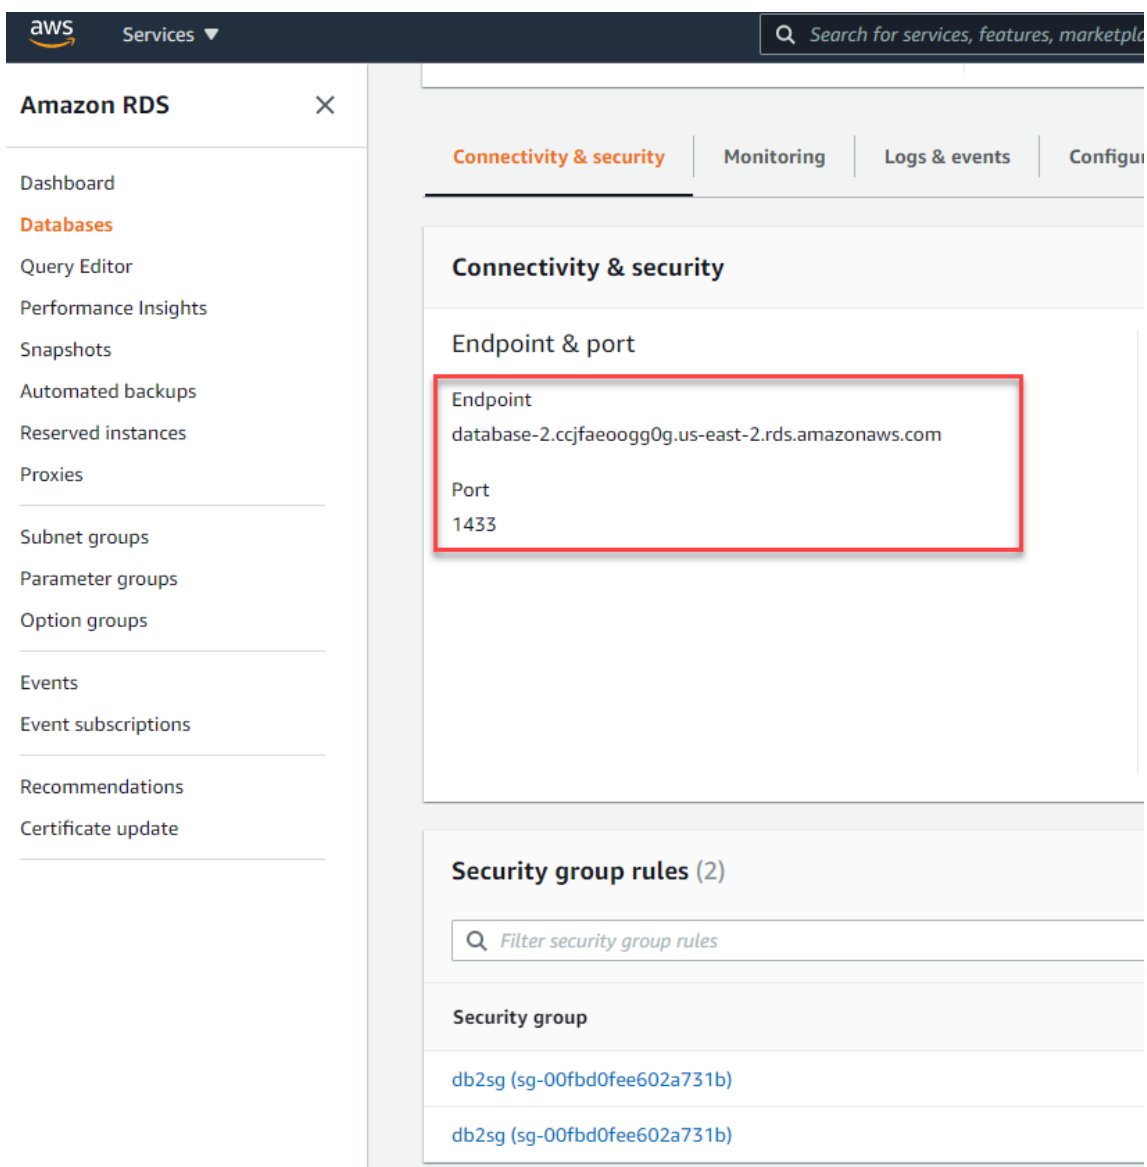 aws
Services ▼
Search for services, features, marketpla
Amazon RDS
Dashboard
Databases
Query Editor
Performance Insights
Snapshots
Automated backups
Reserved instances
Proxies
Subnet groups
Parameter groups
Option groups
Events
Event subscriptions
Recommendations
Certificate update
Connectivity & security
Monitoring
Logs & events
Configur
Connectivity & security
Endpoint & port
Endpoint
database-2.ccjfaeoogg0g.us-east-2.rds.amazonaws.com
Port
1433
Security group rules (2)
Filter security group rules
Security group
db2sg (sg-00fbd0fee602a731b)
db2sg (sg-00fbd0fee602a731b)